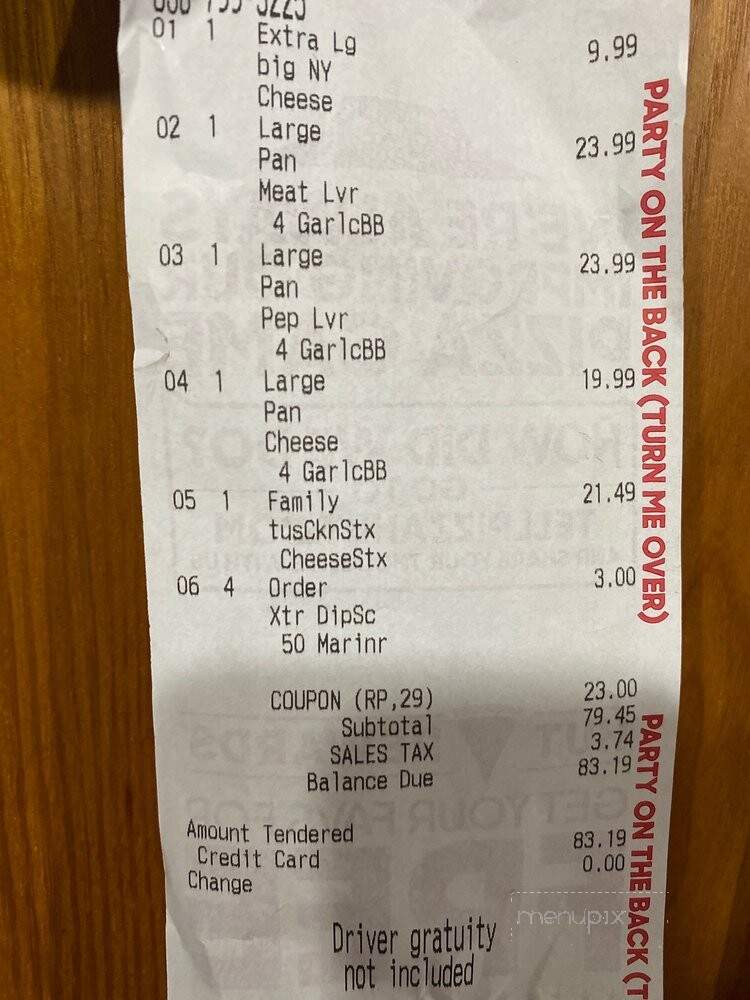 01 1 Extra Lg 9.99
big NY
Cheese
02 1 Large 23.99
Pan
Meat Lvr
4 GarlcBB
03 1 Large 23.99
Pan
Pep Lvr
4 GarlcBB
04 1 Large 19.99
Pan
Cheese
4 GarlcBB
05 1 Family 21.49
tusCknStx
CheeseStx
06 4 Order 3.00
Xtr DipSc
50 Marinr
COUPON (RP,29) 23.00
Subtotal 79.45
SALES TAX 3.74
Balance Due 83.19
Amount Tendered
Credit Card 83.19
Change 0.00
Driver gratuity
not included
PARTY ON THE BACK (TURN ME OVER)
PARTY ON THE BACK (T
menupix